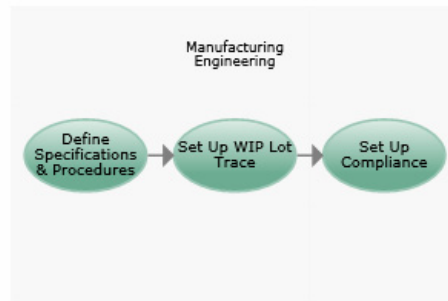 Manufacturing
Engineering
Define
Specifications
& Procedures
Set Up WIP Lot
Trace
Set Up
Compliance